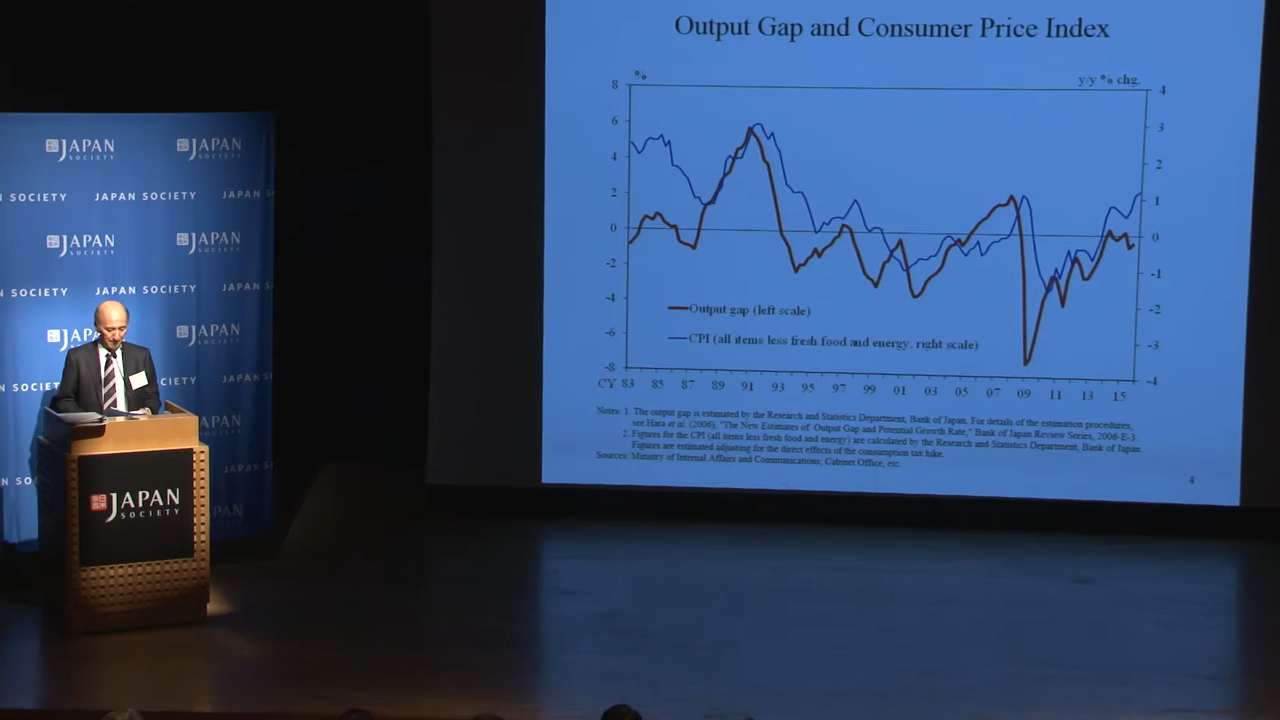 Output Gap and Consumer Price Index
%
y/y % chg.
8
6
4
2
0
-2
-4
-6
-8
4
3
2
1
0
-1
-2
-3
-4
Output gap (left scale)
CPI (all items less fresh food and energy, right scale)
CY 83 85 87 89 91 93 95 97 99 01 03 05 07 09 11 13 15
Notes: 1. The output gap is estimated by the Research and Statistics Department, Bank of Japan. For details of the estimation procedures,
see Hara et al. (2006), "The New Estimates of Output Gap and Potential Growth Rate," Bank of Japan Review Series, 2006-E-3.
2. Figures for the CPI (all items less fresh food and energy) are calculated by the Research and Statistics Department, Bank of Japan.
Figures are estimated adjusting for the direct effects of the consumption tax hike.
Sources: Ministry of Internal Affairs and Communications; Cabinet Office, etc.
4
JAPAN SOCIETY
JAPAN SOCIETY
SOCIETY JAPAN SOCIETY JAPAN S
JAPAN SOCIETY
JAPAN SOCIETY
SOCIETY JAPAN SOCIETY JAPAN S
JAPAN SOCIETY
CIETY JAPAN S
JAPAN
SOCIETY